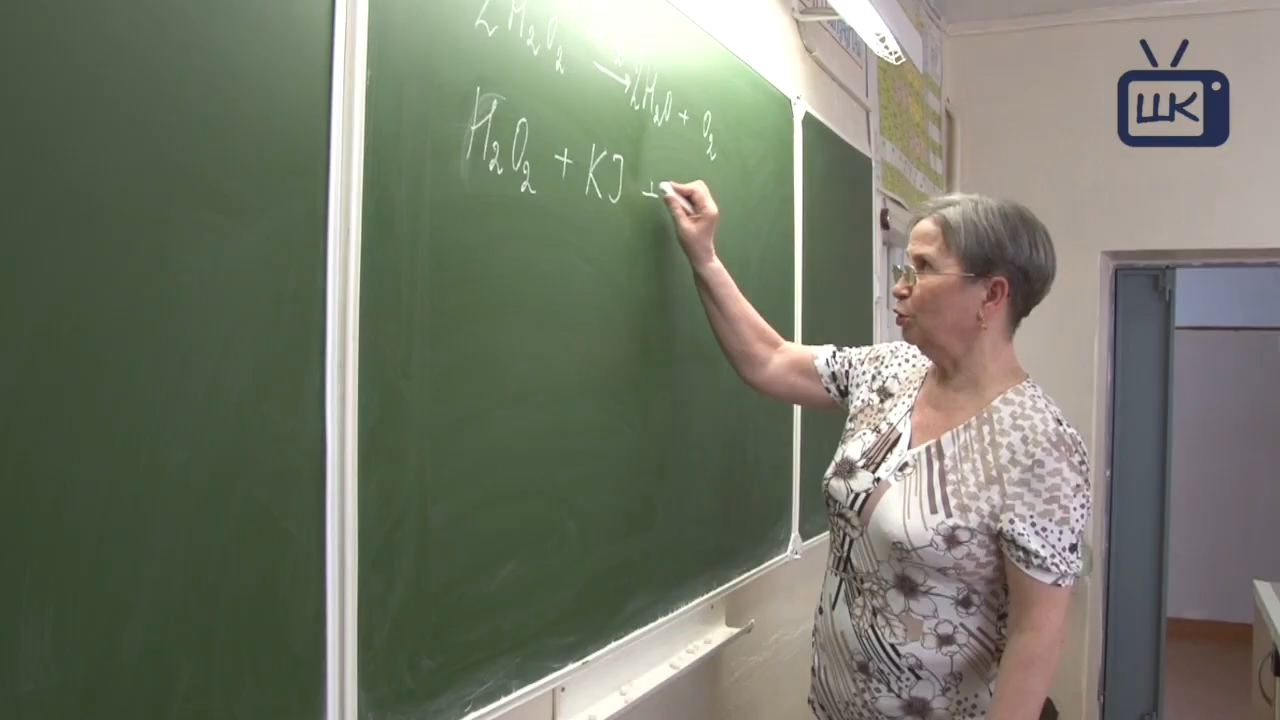 2H₂O₂ → 2H₂O + O₂
H₂O₂ + KJ +
ШК